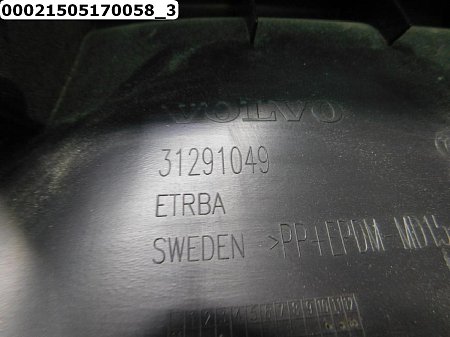 00021505170058_3
VOLVO
31291049
ETRBA
SWEDEN >PP+EPDM-MD15